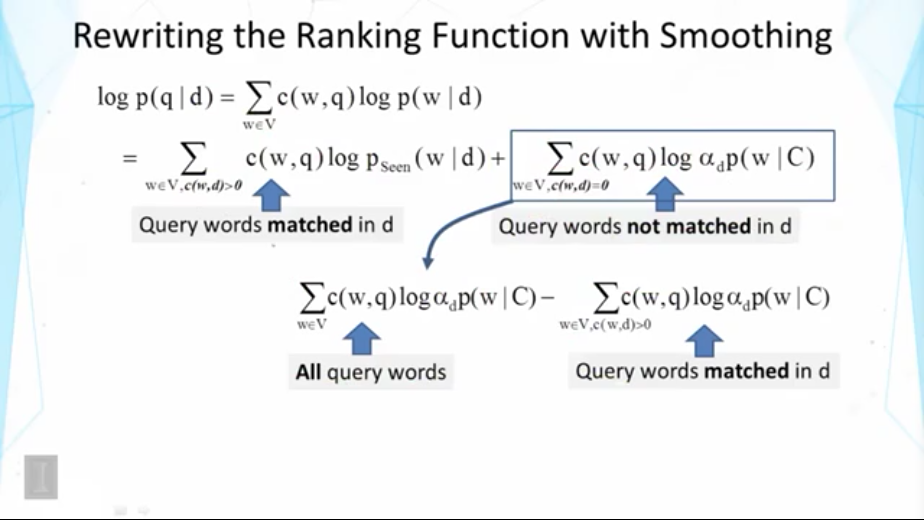 Rewriting the Ranking Function with Smoothing
log p(q | d) = ∑ c(w,q) log p(w | d)
w∈V
= ∑ c(w,q) log p_Seen (w | d) + ∑ c(w,q) log α_d p(w | C)
w∈V,c(w,d)>0 w∈V,c(w,d)=0
Query words matched in d Query words not matched in d
∑ c(w,q) log α_d p(w | C) − ∑ c(w,q) log α_d p(w | C)
w∈V w∈V,c(w,d)>0
All query words Query words matched in d
I